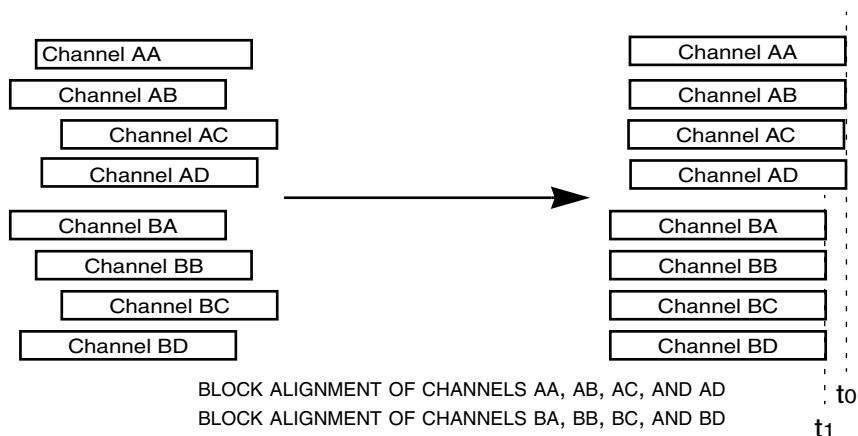 Channel AA
Channel AB
Channel AC
Channel AD
Channel BA
Channel BB
Channel BC
Channel BD
Channel AA
Channel AB
Channel AC
Channel AD
Channel BA
Channel BB
Channel BC
Channel BD
BLOCK ALIGNMENT OF CHANNELS AA, AB, AC, AND AD
BLOCK ALIGNMENT OF CHANNELS BA, BB, BC, AND BD
t0
t1